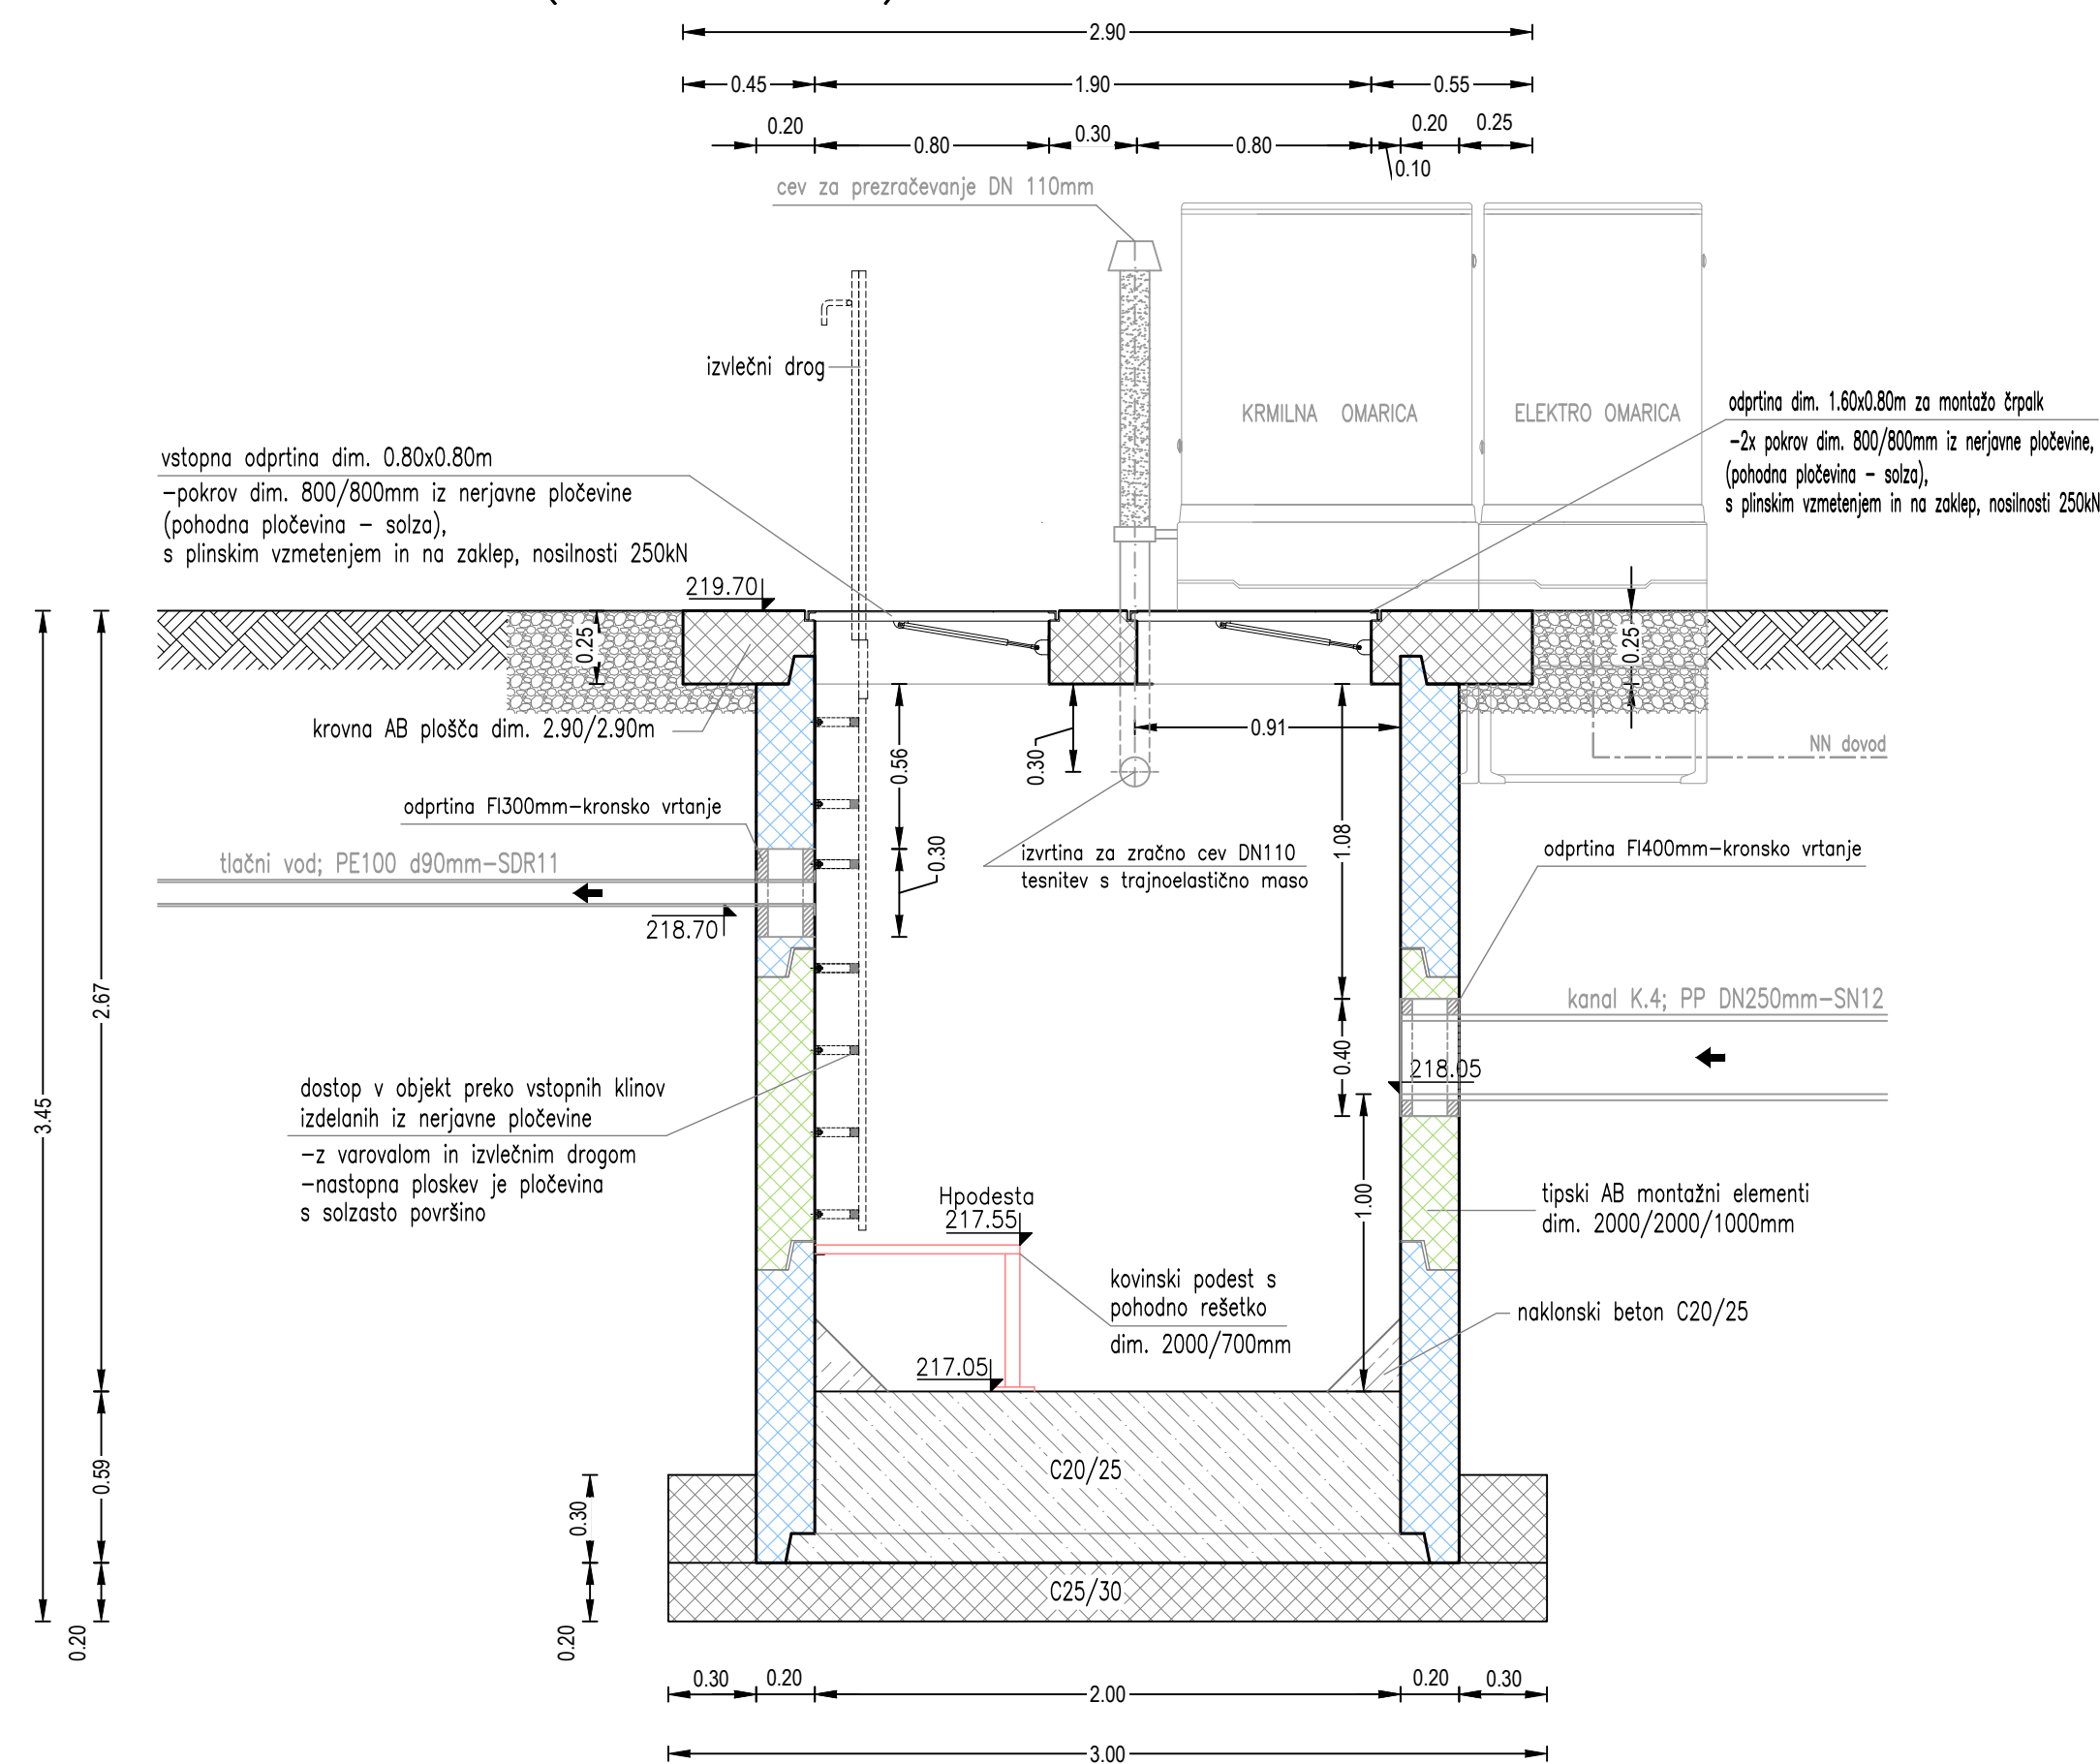 2.90
0.45
1.90
0.55
0.20
0.80
0.30
0.80
0.20
0.25
0.10
cev za prezračevanje DN 110mm
izvlečni drog
KRMILNA OMARICA
ELEKTRO OMARICA
odprtina dim. 1.60x0.80m za montažo črpalk
-2x pokrov dim. 800/800mm iz nerjavne pločevine,
(pohodna pločevina - solza),
s plinskim vzmetenjem in na zaklep, nosilnosti 250kN
vstopna odprtina dim. 0.80x0.80m
-pokrov dim. 800/800mm iz nerjavne pločevine
(pohodna pločevina - solza),
s plinskim vzmetenjem in na zaklep, nosilnosti 250kN
219.70
0.25
0.25
krovna AB plošča dim. 2.90/2.90m
0.56
0.30
0.91
NN dovod
odprtina FI300mm-kronsko vrtanje
tlačni vod; PE100 d90mm-SDR11
218.70
0.30
izvrtina za zračno cev DN110
tesnitev s trajnoelastično maso
1.08
odprtina FI400mm-kronsko vrtanje
kanal K.4; PP DN250mm-SN12
218.05
0.40
2.67
3.45
dostop v objekt preko vstopnih klinov
izdelanih iz nerjavne pločevine
-z varovalom in izvlečnim drogom
-nastopna ploskev je pločevina
s solzasto površino
Hpodesta
217.55
1.00
tipski AB montažni elementi
dim. 2000/2000/1000mm
kovinski podest s
pohodno rešetko
dim. 2000/700mm
naklonski beton C20/25
217.05
C20/25
0.59
0.30
C25/30
0.20
0.20
0.30
0.20
2.00
0.20
0.30
3.00